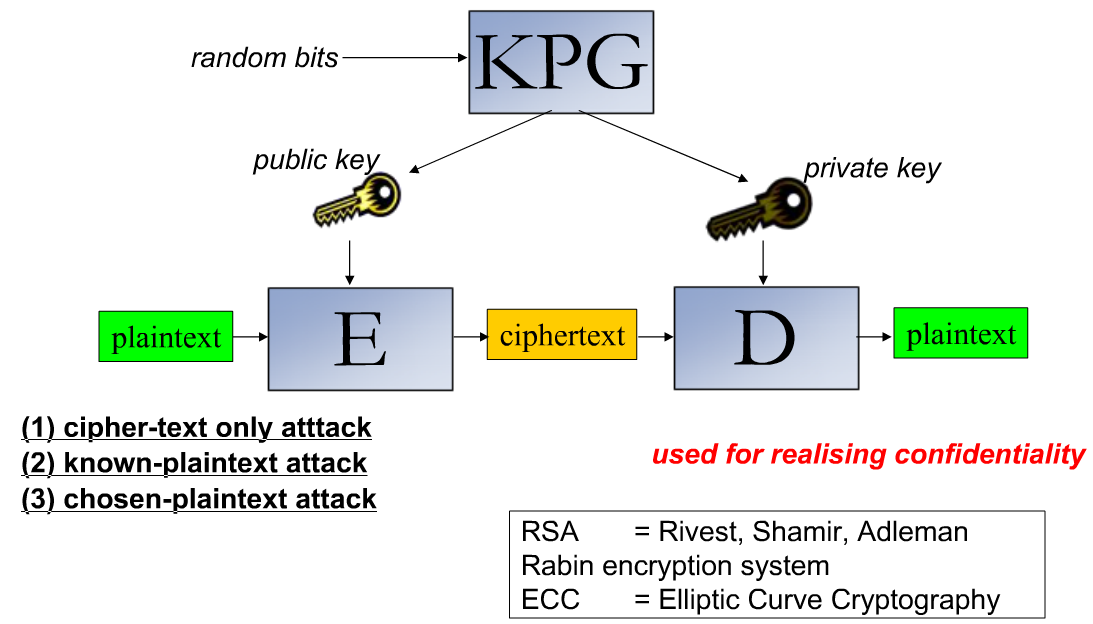 random bits
KPG
public key
private key
plaintext
E
ciphertext
D
plaintext
(1) cipher-text only atttack
(2) known-plaintext attack
(3) chosen-plaintext attack
used for realising confidentiality
RSA = Rivest, Shamir, Adleman
Rabin encryption system
ECC = Elliptic Curve Cryptography